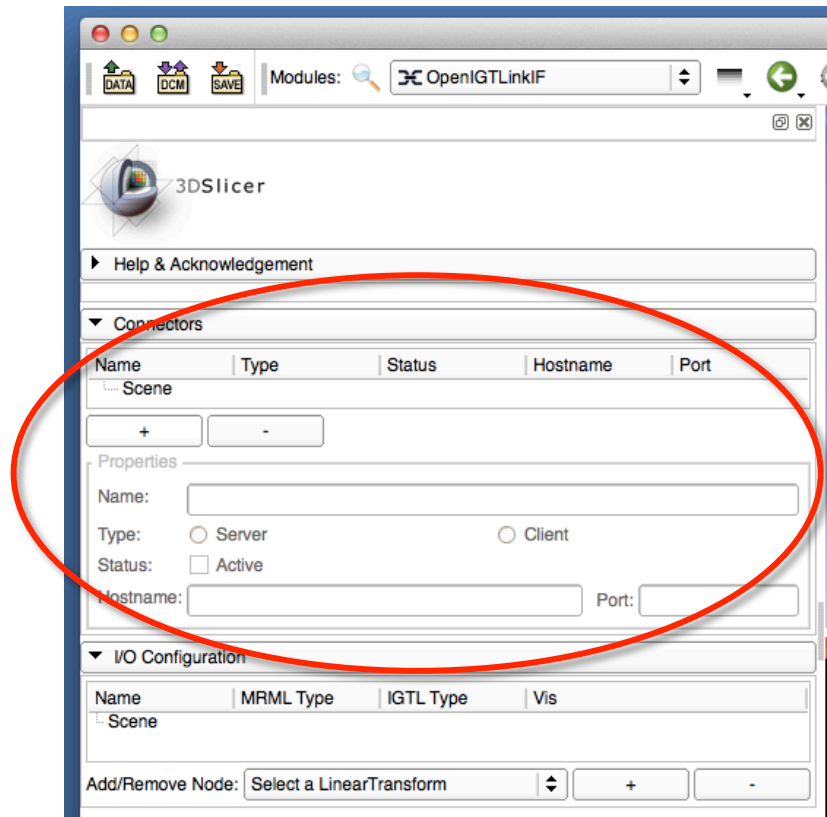 DATA DCM SAVE Modules: OpenIGTLinkIF
3DSlicer
Help & Acknowledgement
Connectors
Name Type Status Hostname Port
Scene
+ -
Properties
Name:
Type: Server Client
Status: Active
Hostname: Port:
I/O Configuration
Name MRML Type IGTL Type Vis
Scene
Add/Remove Node: Select a LinearTransform + -